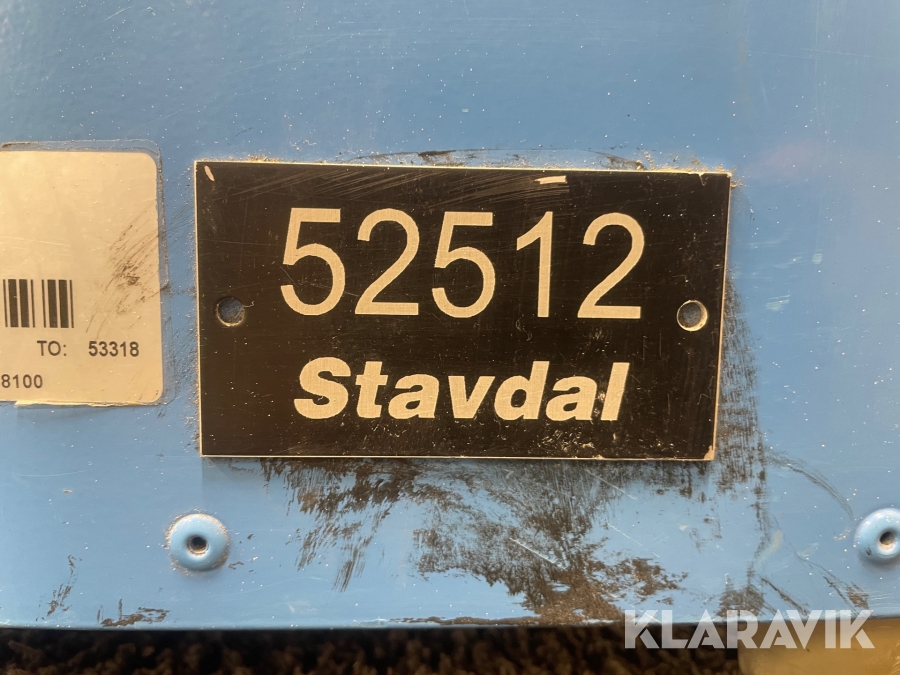 52512
Stavdal
TO: 53318
8100
KLARAVIK